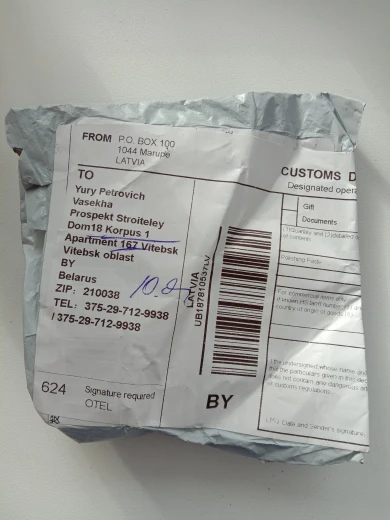 FROM P.O. BOX 100
1044 Marupe
LATVIA
TO
Yury Petrovich
Vasekha
Prospekt Stroiteley
Dom18 Korpus 1
Apartment 167 Vitebsk
Vitebsk oblast
BY
Belarus
ZIP: 210038
TEL: 375-29-712-9938
/ 375-29-712-9938
624 Signature required
OTEL
LATVIA
UB187810537LV
BY
CUSTOMS D
Designated opera
Gift
Documents